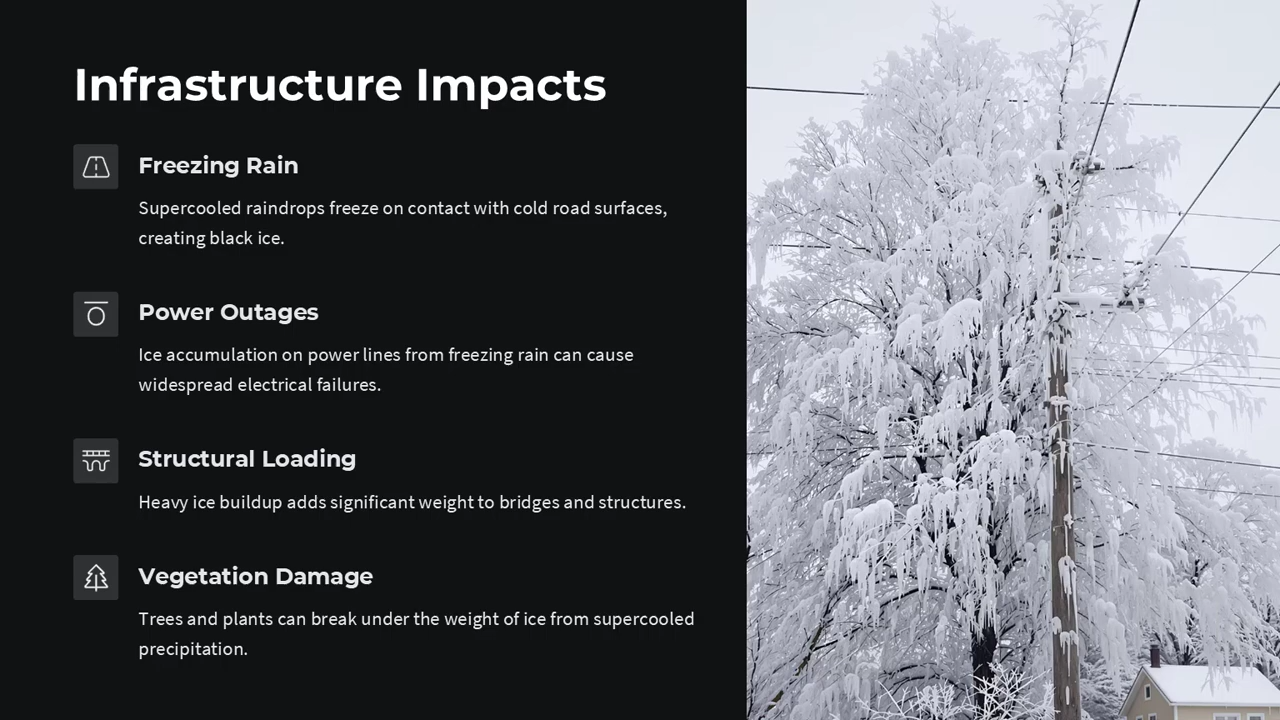 Infrastructure Impacts
Freezing Rain
Supercooled raindrops freeze on contact with cold road surfaces,
creating black ice.
Power Outages
Ice accumulation on power lines from freezing rain can cause
widespread electrical failures.
Structural Loading
Heavy ice buildup adds significant weight to bridges and structures.
Vegetation Damage
Trees and plants can break under the weight of ice from supercooled
precipitation.